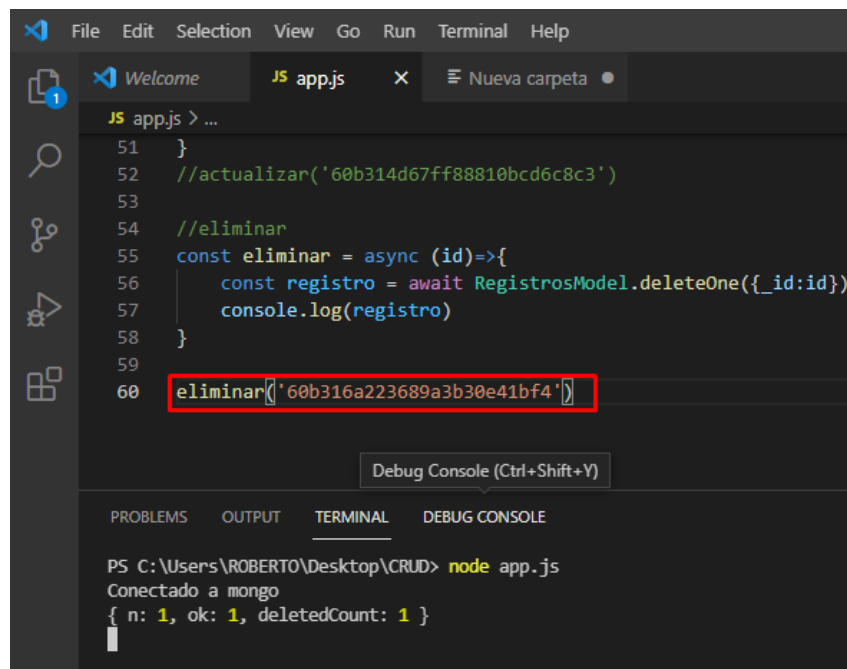 File Edit Selection View Go Run Terminal Help
Welcome JS app.js × Nueva carpeta ●
1
JS app.js > ...
51 }
52 //actualizar('60b314d67ff88810bcd6c8c3')
53
54 //eliminar
55 const eliminar = async (id)=>{
56 const registro = await RegistrosModel.deleteOne({_id:id})
57 console.log(registro)
58 }
59
60 eliminar('60b316a223689a3b30e41bf4')
Debug Console (Ctrl+Shift+Y)
PROBLEMS OUTPUT TERMINAL DEBUG CONSOLE
PS C:\Users\ROBERTO\Desktop\CRUD> node app.js
Conectado a mongo
{ n: 1, ok: 1, deletedCount: 1 }